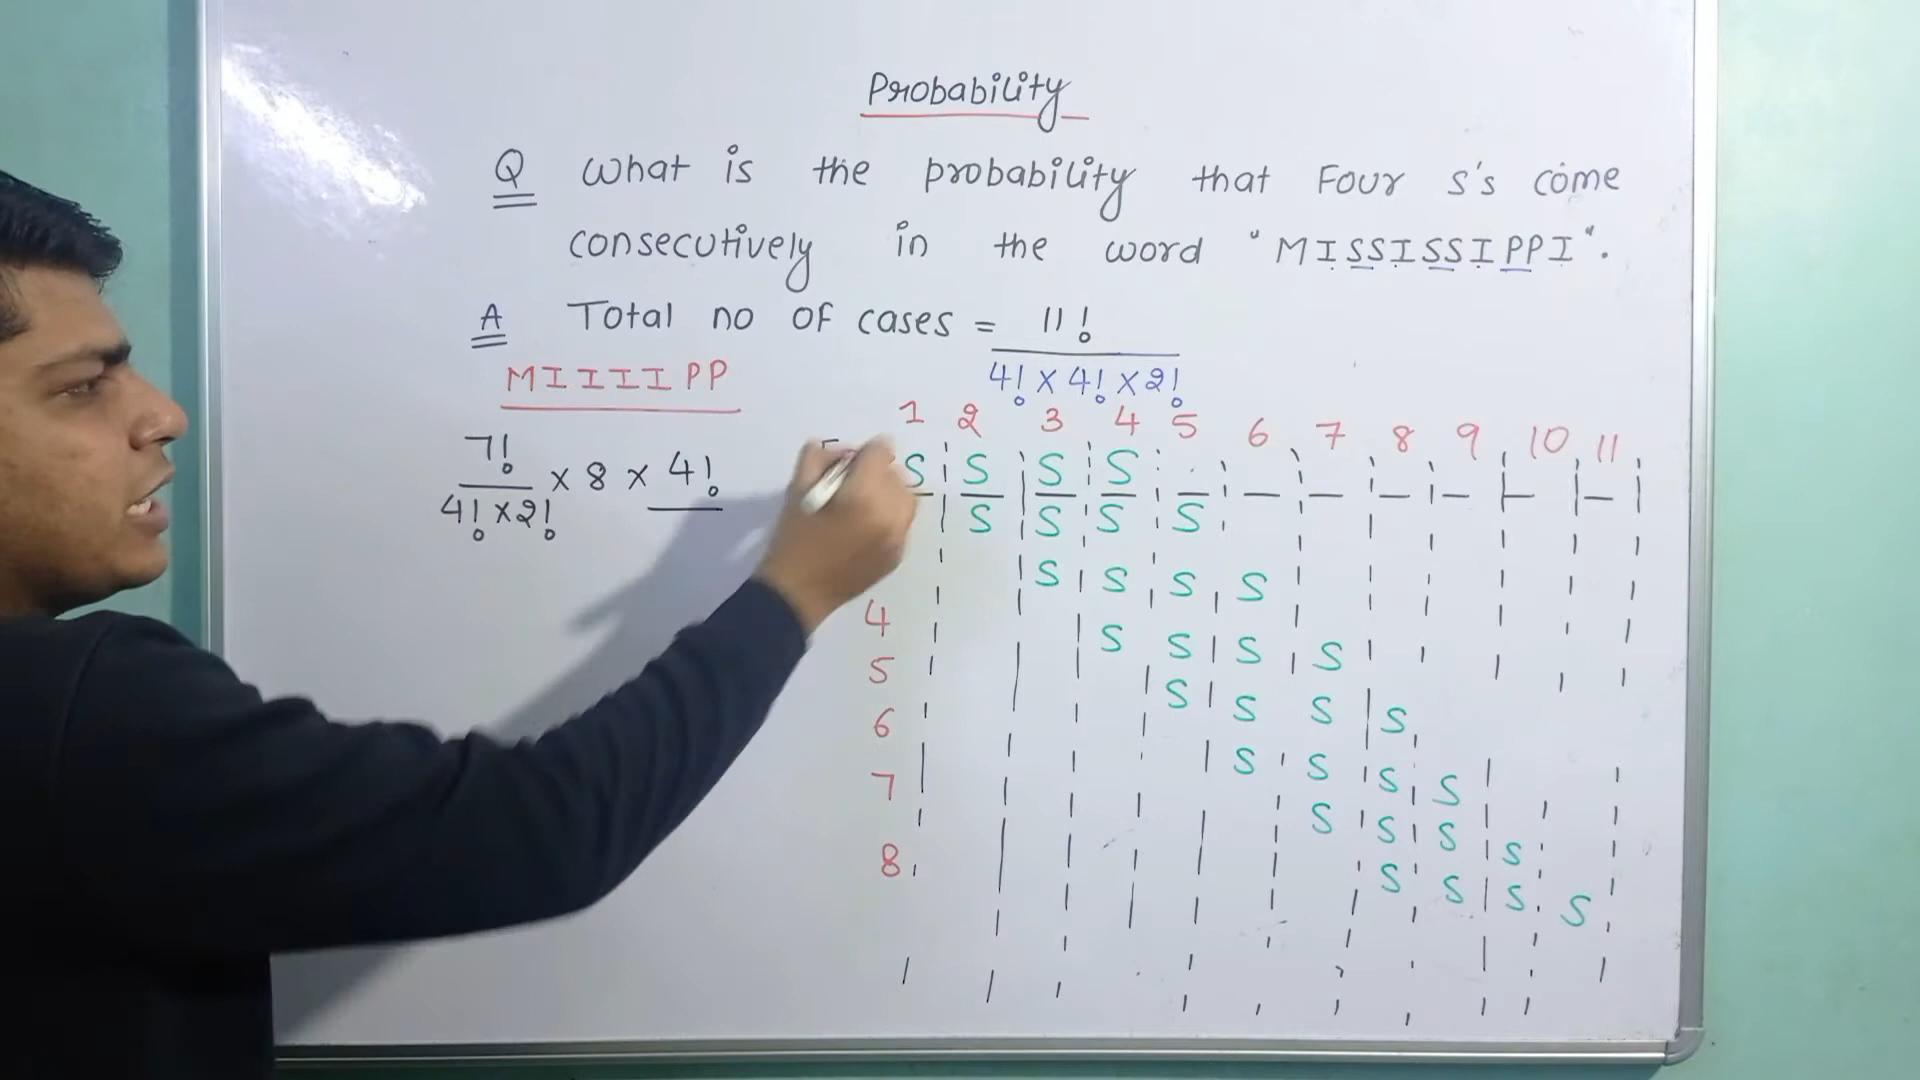 Probability
Q What is the probability that Four S's come
consecutively in the word "MISSISSIPPI".
A Total no of cases = 11!
4! × 4! × 2!
MIIIIPP
7!
4! × 2!
× 8 × 4!
1 2 3 4 5 6 7 8 9 10 11
S S S S
S S S S
S S S S
4 S S S S
5 S S S S
6 S S S S
7 S S S S
8 S S S S